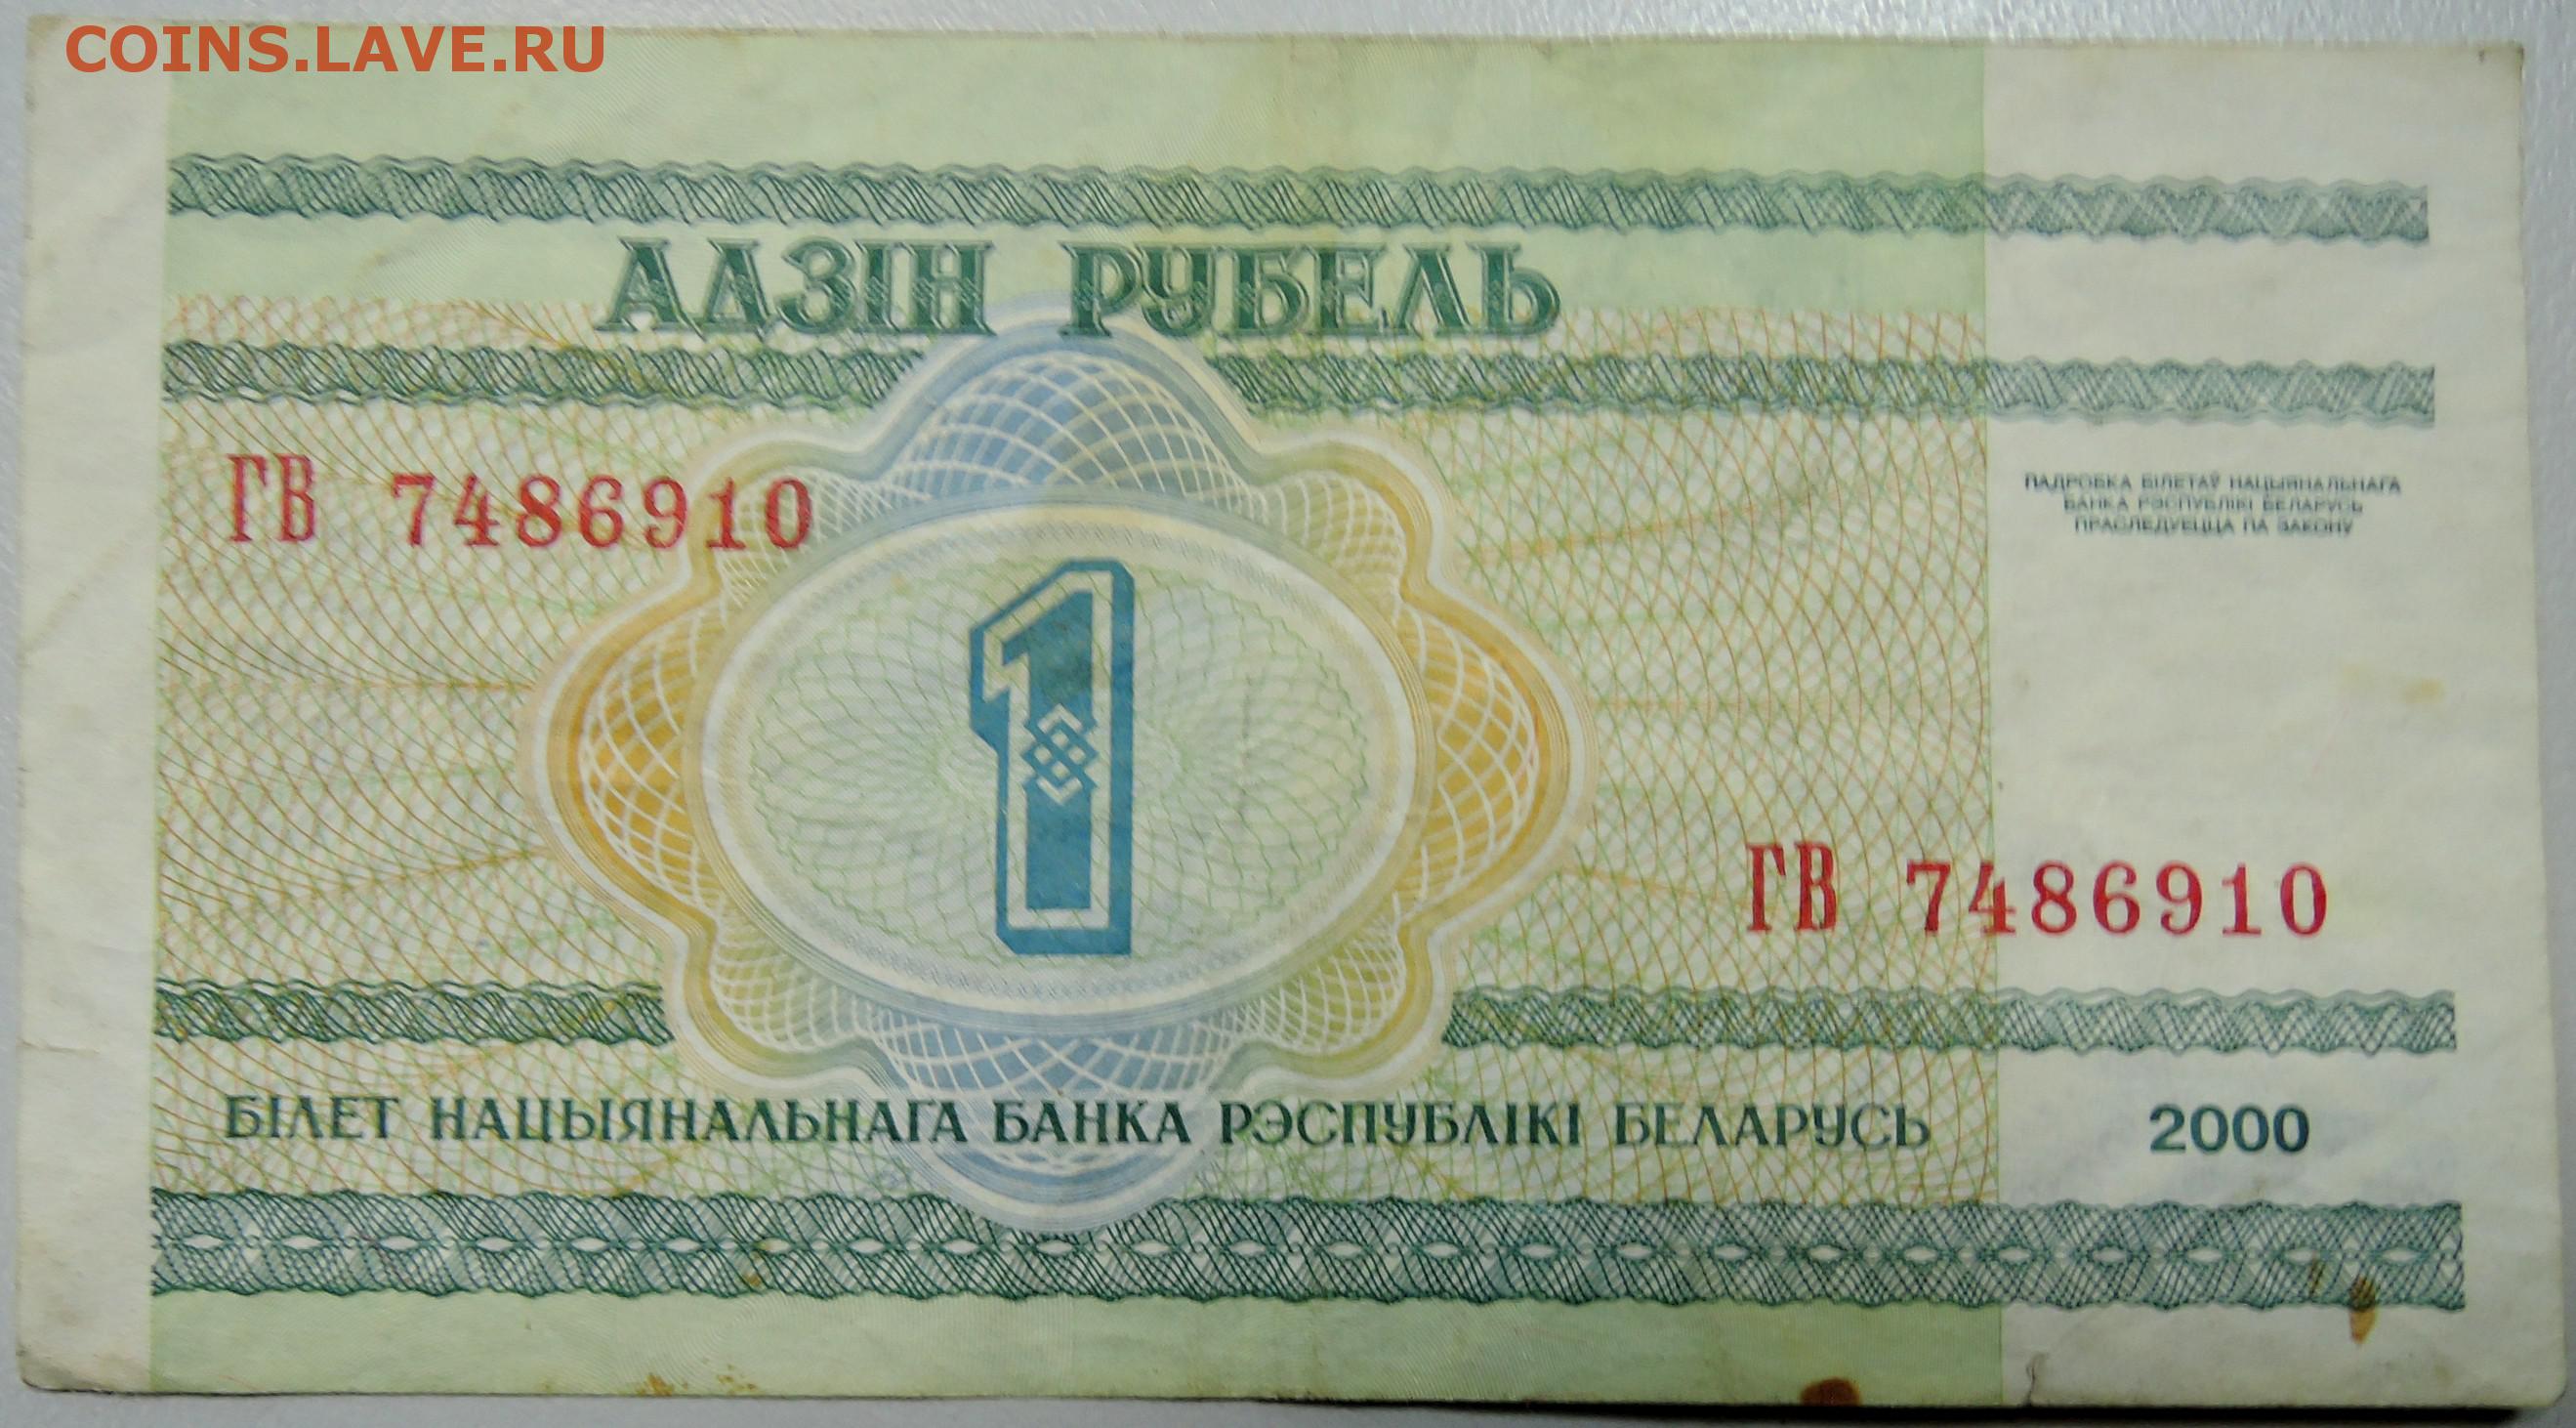 COINS.LAVE.RU
АДЗІН РУБЕЛЬ
ГВ 7486910
ПАДРОБКА БІЛЕТАЎ НАЦЫЯНАЛЬНАГА
БАНКА РЭСПУБЛІКІ БЕЛАРУСЬ
ПРАСЛЕДУЕЦЦА ПА ЗАКОНУ
1
ГВ 7486910
БІЛЕТ НАЦЫЯНАЛЬНАГА БАНКА РЭСПУБЛІКІ БЕЛАРУСЬ 2000